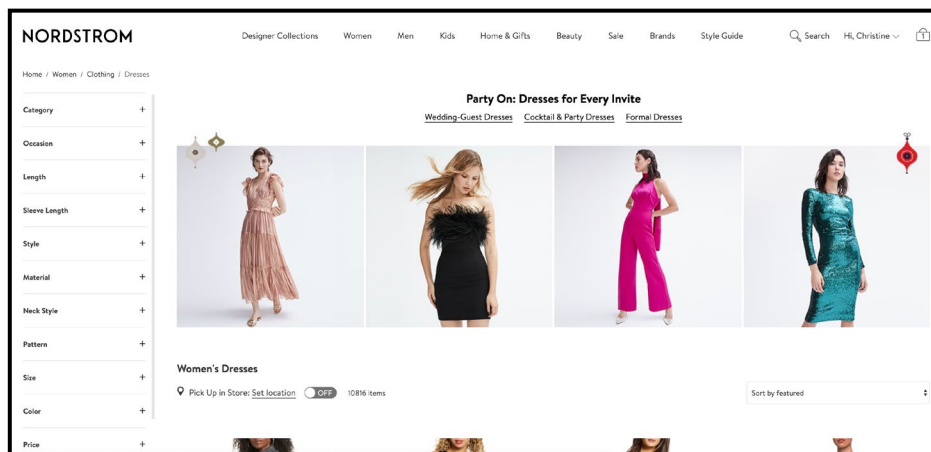 NORDSTROM
Designer Collections Women Men Kids Home & Gifts Beauty Sale Brands Style Guide Search Hi, Christine 1
Home / Women / Clothing / Dresses
Category +
Occasion +
Length +
Sleeve Length +
Style +
Material +
Neck Style +
Pattern +
Size +
Color +
Price +
Party On: Dresses for Every Invite
Wedding-Guest Dresses Cocktail & Party Dresses Formal Dresses
Women's Dresses
Pick Up in Store: Set location OFF 10816 items
Sort by featured